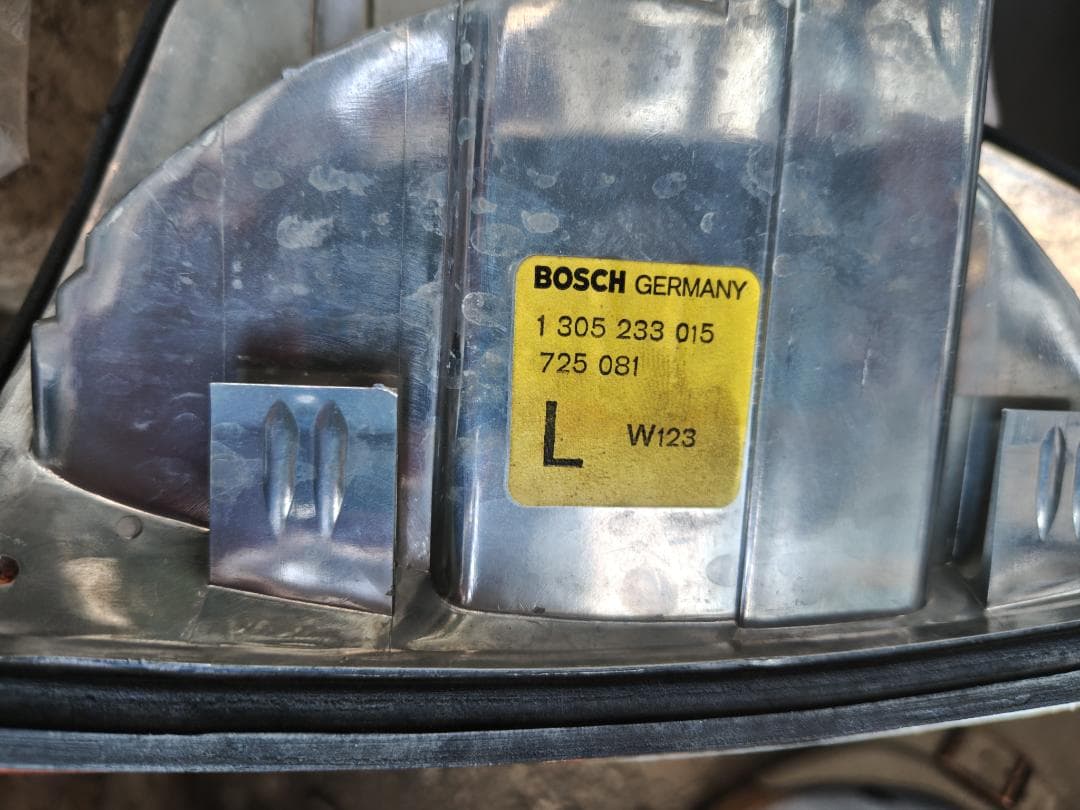 BOSCH GERMANY
1 305 233 015
725 081
L W123